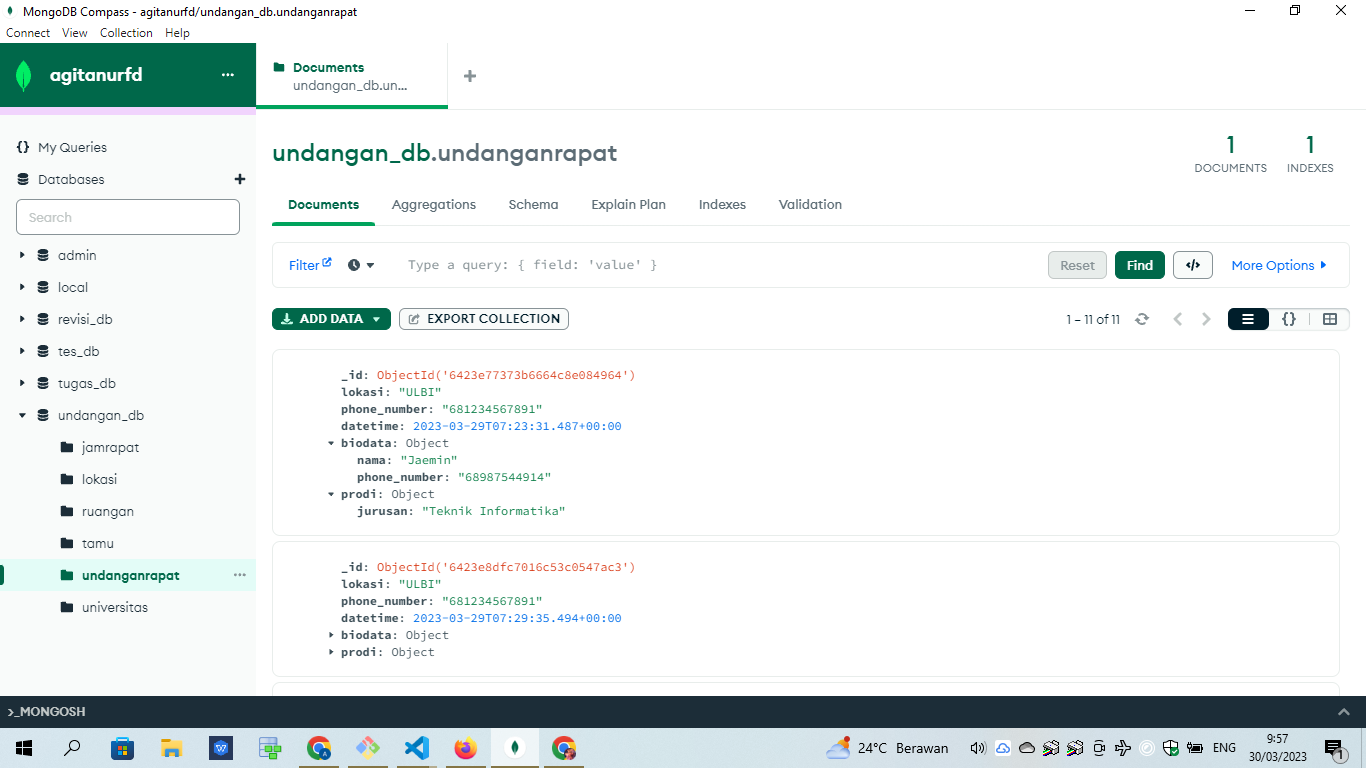 MongoDB Compass - agitanurfd/undangan_db.undanganrapat
Connect View Collection Help
agitanurfd
...
Documents
undangan_db.un...
+
{} My Queries
Databases +
Search
admin
local
revisi_db
tes_db
tugas_db
undangan_db
jamrapat
lokasi
ruangan
tamu
undanganrapat ...
universitas
undangan_db.undanganrapat
1
DOCUMENTS
1
INDEXES
Documents Aggregations Schema Explain Plan Indexes Validation
Filter Type a query: { field: 'value' } Reset Find </> More Options
ADD DATA EXPORT COLLECTION 1 – 11 of 11 {}
_id: ObjectId('6423e77373b6664c8e084964')
lokasi: "ULBI"
phone_number: "681234567891"
datetime: 2023-03-29T07:23:31.487+00:00
biodata: Object
nama: "Jaemin"
phone_number: "68987544914"
prodi: Object
jurusan: "Teknik Informatika"
_id: ObjectId('6423e8dfc7016c53c0547ac3')
lokasi: "ULBI"
phone_number: "681234567891"
datetime: 2023-03-29T07:29:35.494+00:00
biodata: Object
prodi: Object
>_MONGOSH
24°C Berawan ENG
9:57
30/03/2023
1